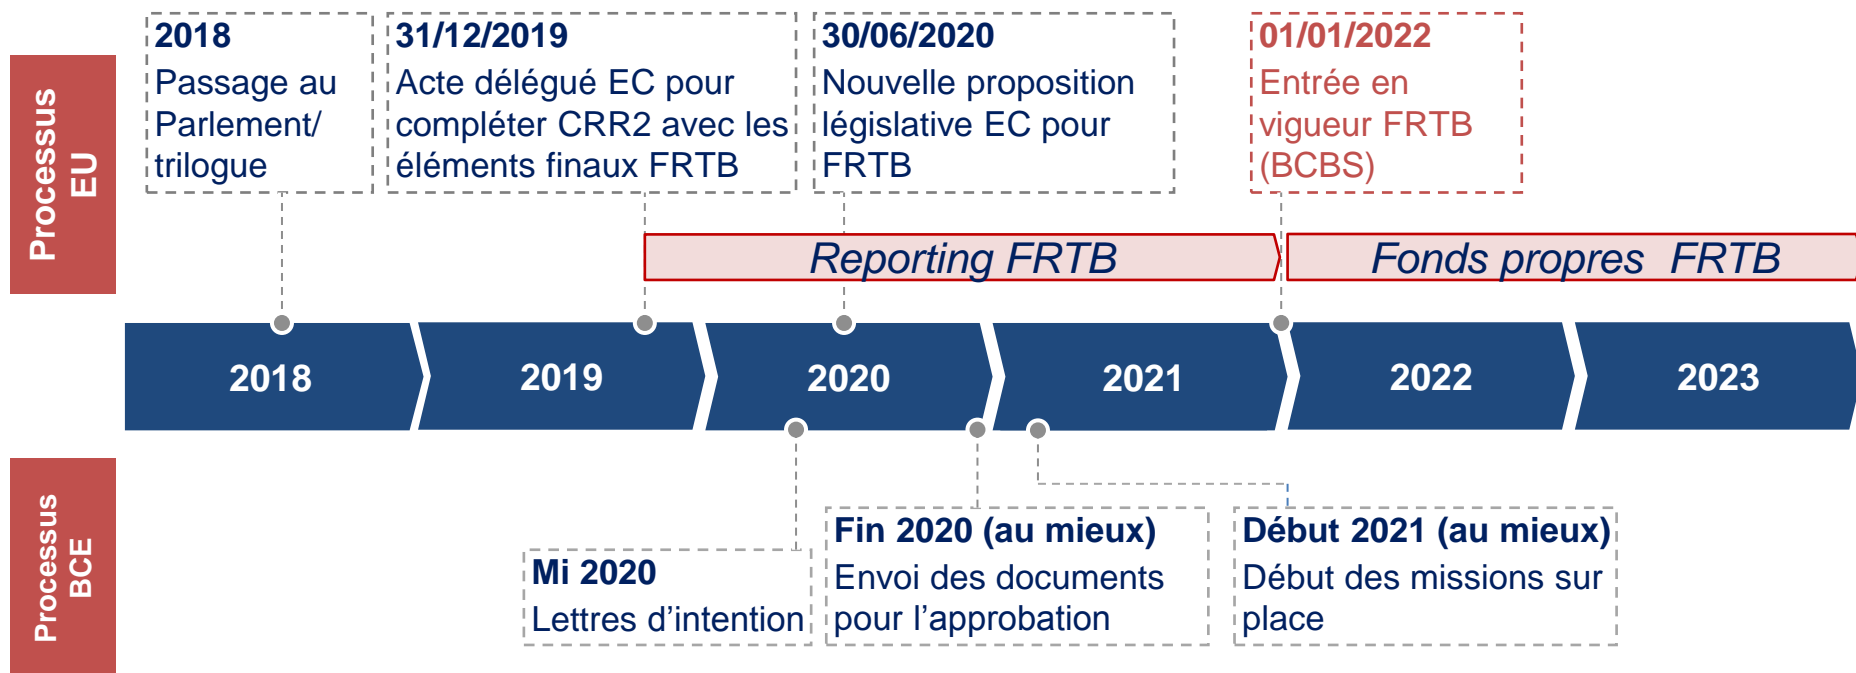 Processus
EU
2018
Passage au
Parlement/
trilogue
31/12/2019
Acte délégué EC pour
compléter CRR2 avec les
éléments finaux FRTB
30/06/2020
Nouvelle proposition
législative EC pour
FRTB
01/01/2022
Entrée en
vigueur FRTB
(BCBS)
Reporting FRTB
Fonds propres FRTB
2018
2019
2020
2021
2022
2023
Processus
BCE
Mi 2020
Lettres d’intention
Fin 2020 (au mieux)
Envoi des documents
pour l’approbation
Début 2021 (au mieux)
Début des missions sur
place